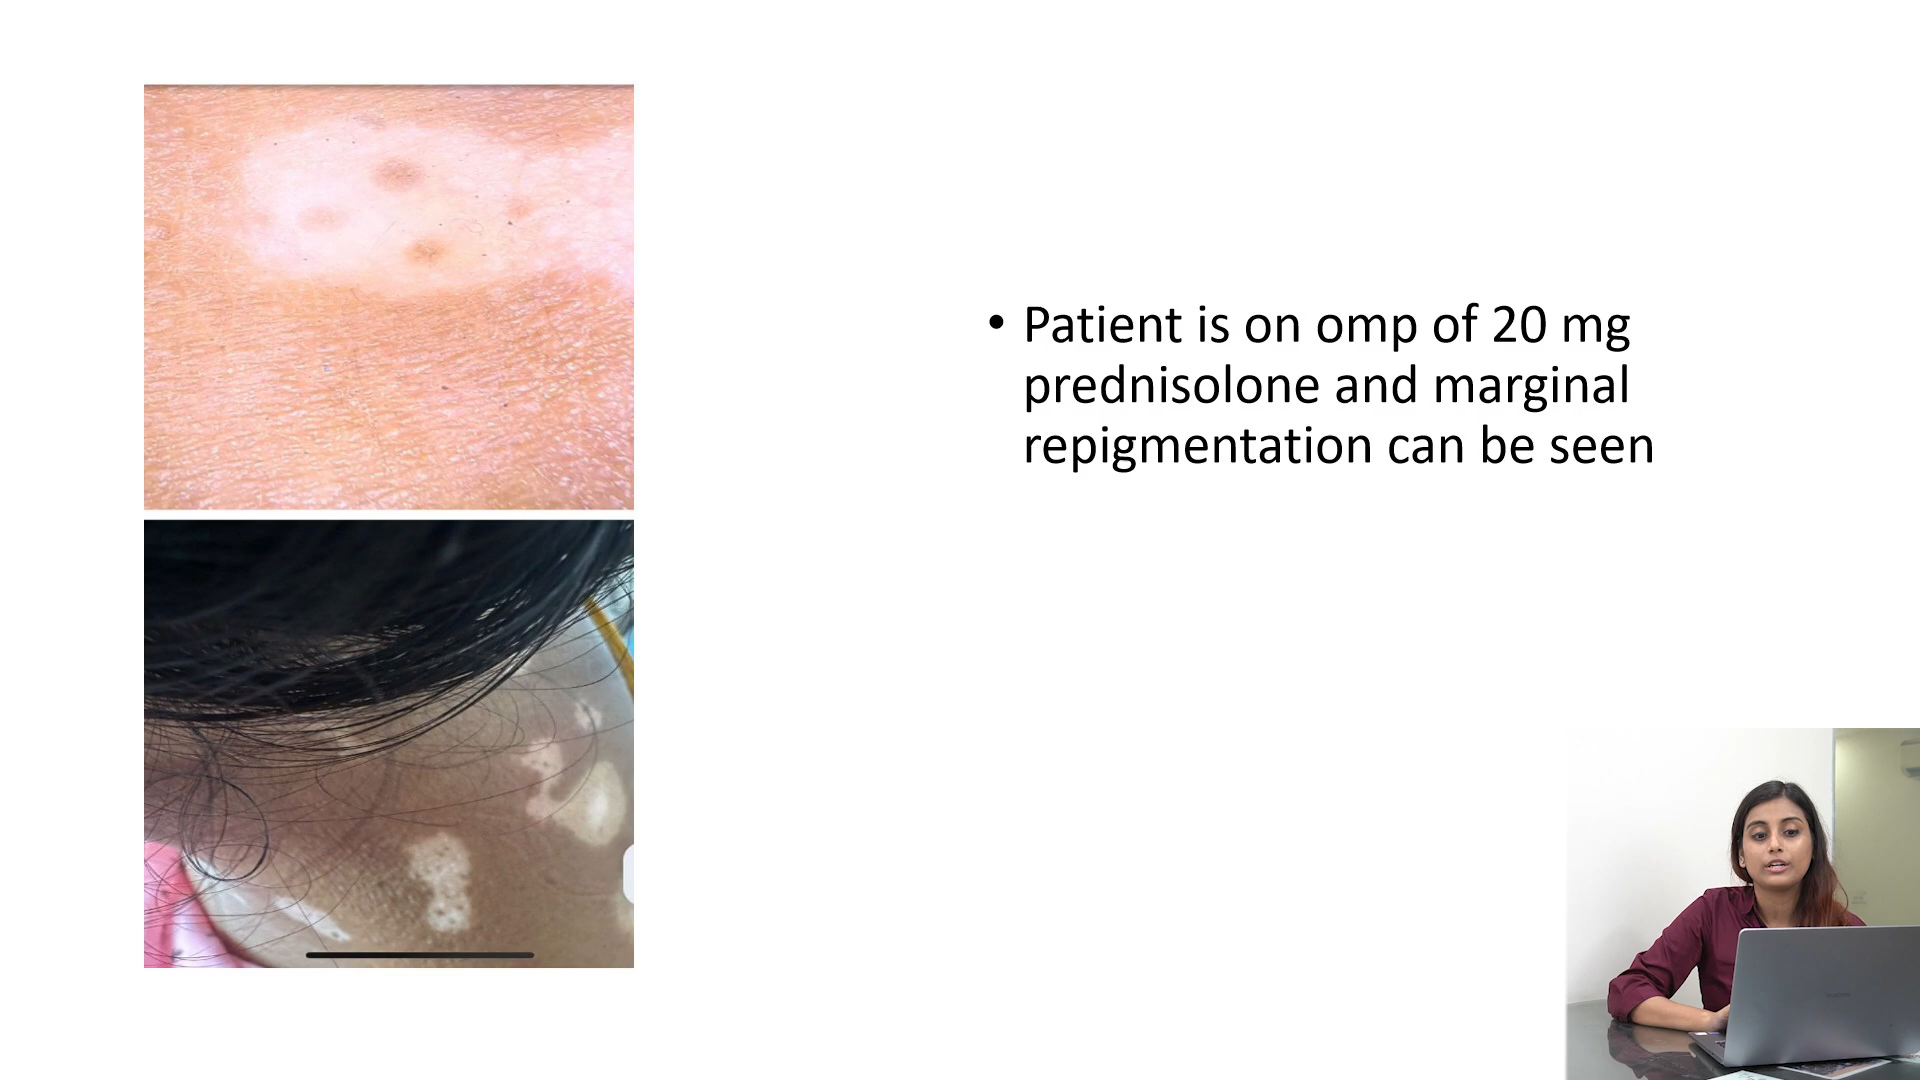 • Patient is on omp of 20 mg
prednisolone and marginal
repigmentation can be seen